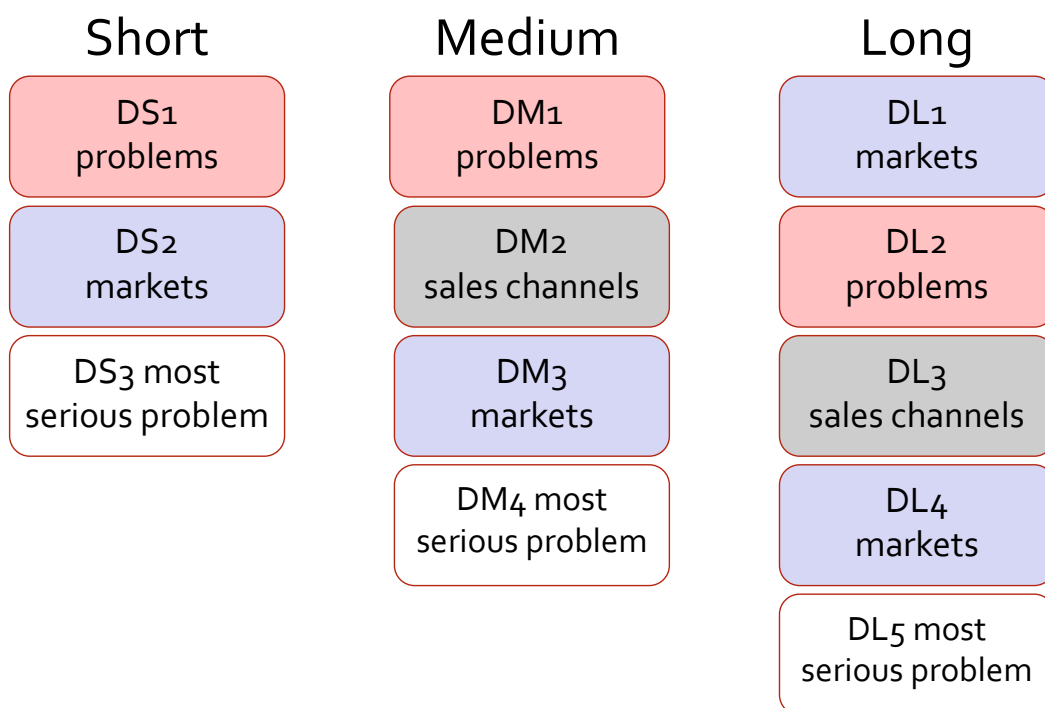 Short
DS1
problems
DS2
markets
DS3 most
serious problem
Medium
DM1
problems
DM2
sales channels
DM3
markets
DM4 most
serious problem
Long
DL1
markets
DL2
problems
DL3
sales channels
DL4
markets
DL5 most
serious problem